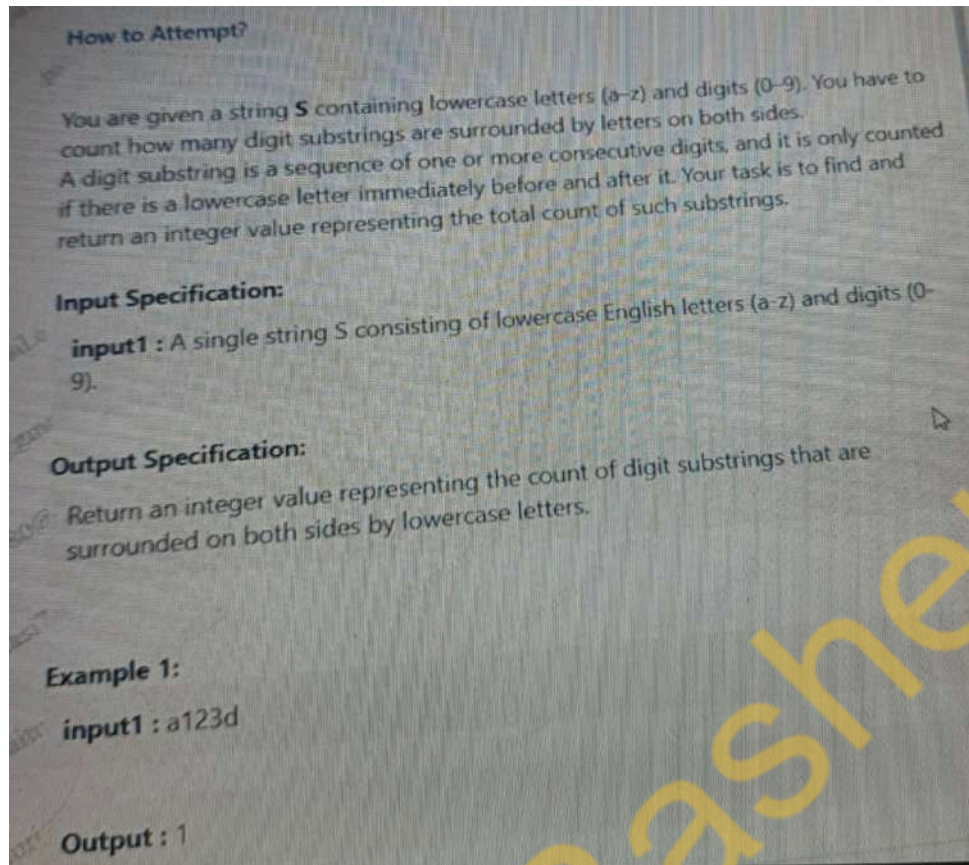 How to Attempt?
You are given a string S containing lowercase letters (a-z) and digits (0-9). You have to
count how many digit substrings are surrounded by letters on both sides.
A digit substring is a sequence of one or more consecutive digits, and it is only counted
if there is a lowercase letter immediately before and after it. Your task is to find and
return an integer value representing the total count of such substrings.
Input Specification:
input1 : A single string S consisting of lowercase English letters (a-z) and digits (0-
9).
Output Specification:
Return an integer value representing the count of digit substrings that are
surrounded on both sides by lowercase letters.
Example 1:
input1 : a123d
Output : 1